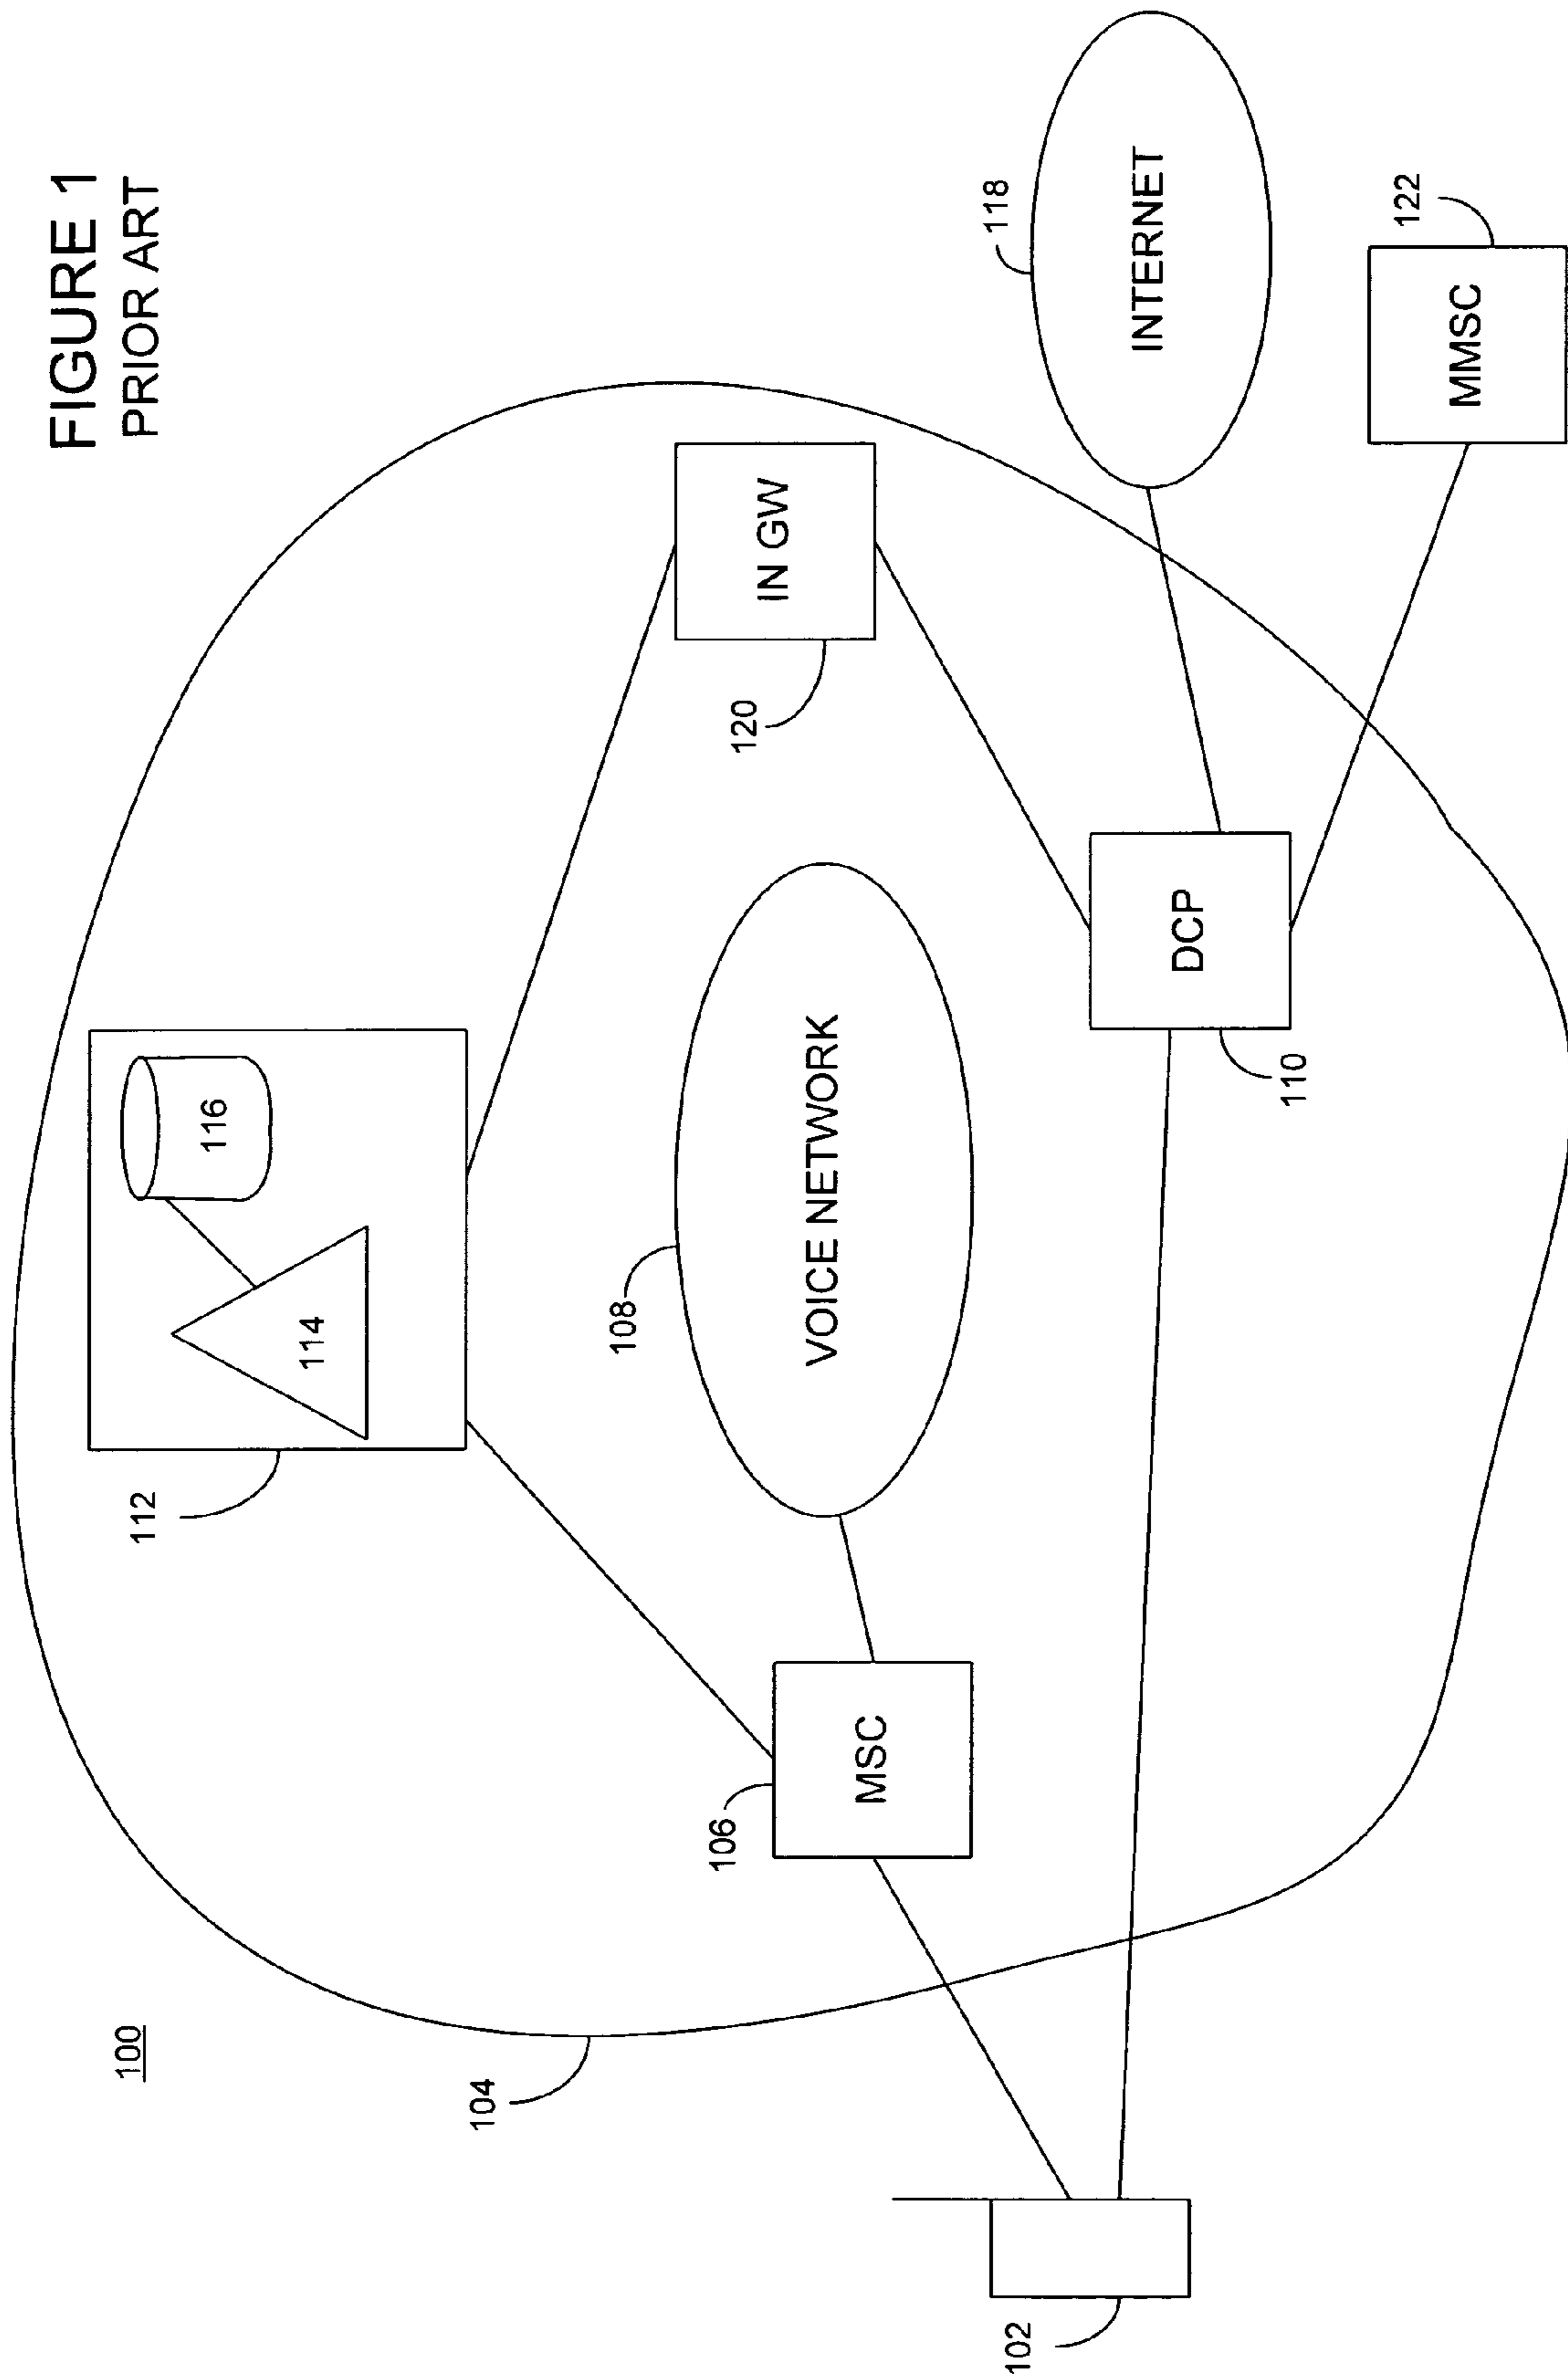 FIGURE 1
PRIOR ART
100
112
116
114
104
108
VOICE NETWORK
120
IN GW
118
INTERNET
106
MSC
DCP
110
122
MMSC
102